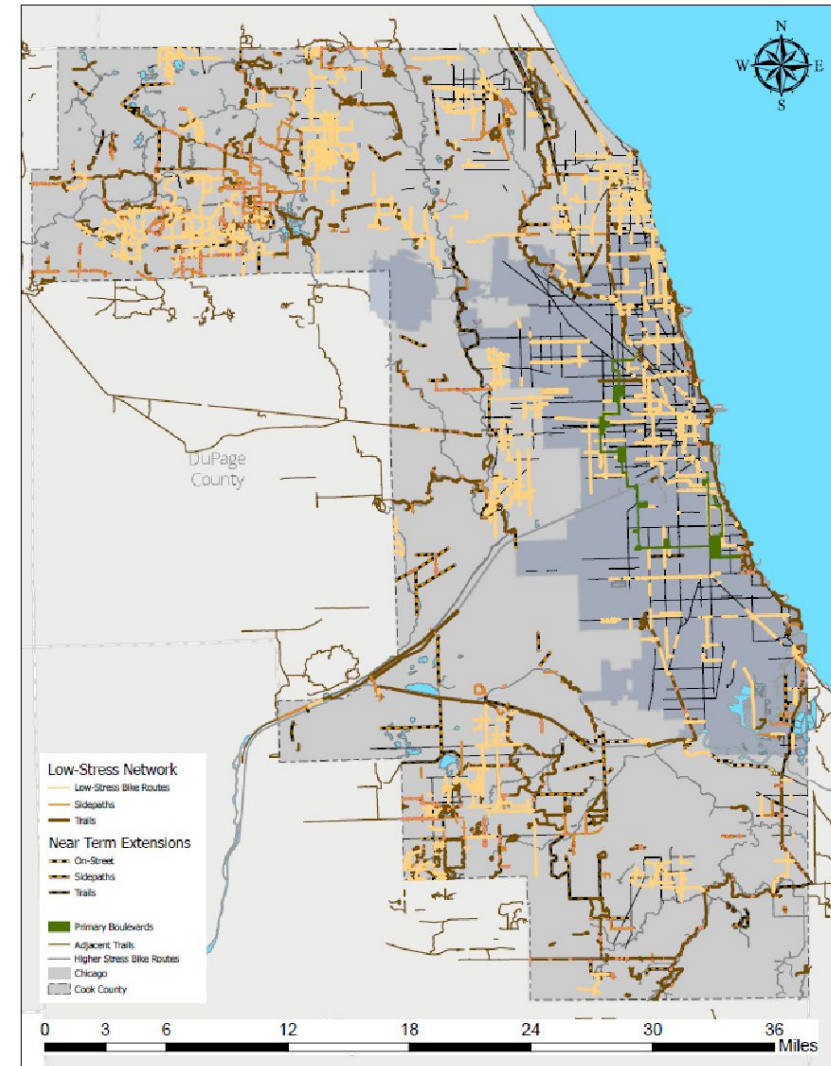 N
W E
S
DuPage
County
Low-Stress Network
Low-Stress Bike Routes
Sidepaths
Trails
Near Term Extensions
On-Street
Sidepaths
Trails
Primary Boulevards
Adjacent Trails
Higher Stress Bike Routes
Chicago
Cook County
0 3 6 12 18 24 30 36
Miles